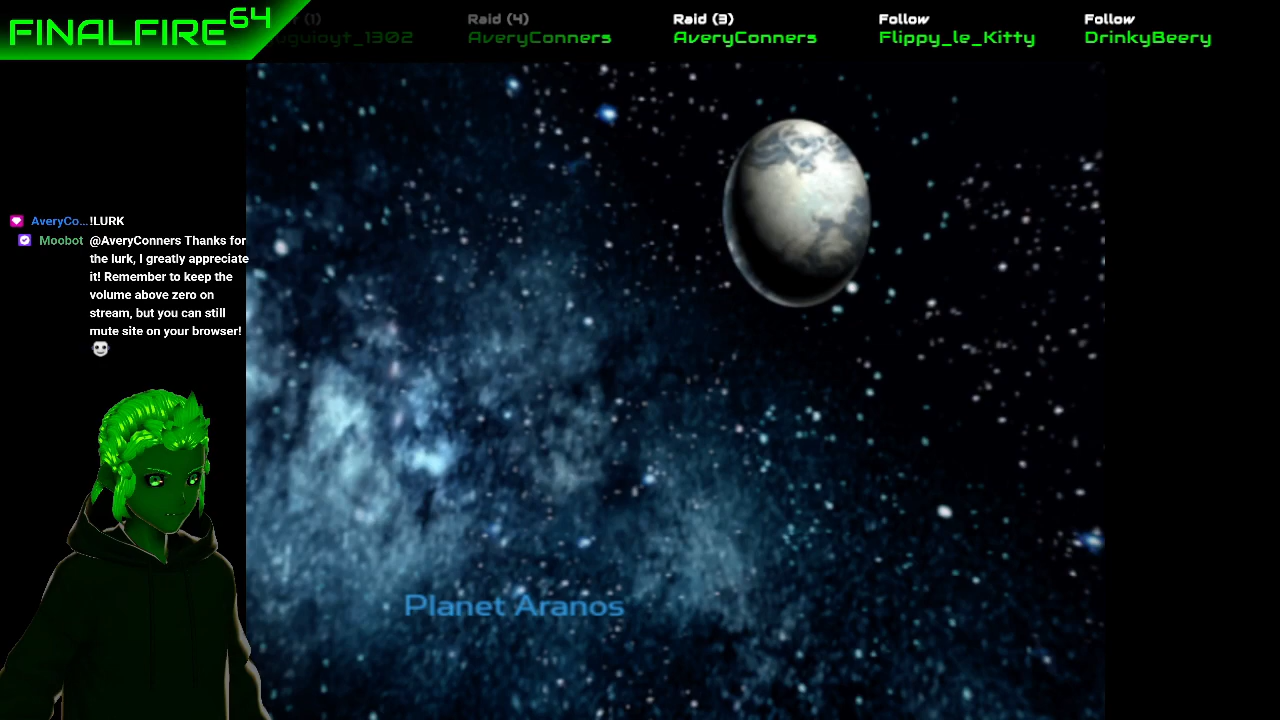 FINALFIRE64
Raid (4)
AveryConners
Raid (3)
AveryConners
Follow
Flippy_le_Kitty
Follow
DrinkyBeery
AveryCo... !LURK
Moobot @AveryConners Thanks for
the lurk, I greatly appreciate
it! Remember to keep the
volume above zero on
stream, but you can still
mute site on your browser!
Planet Aranos